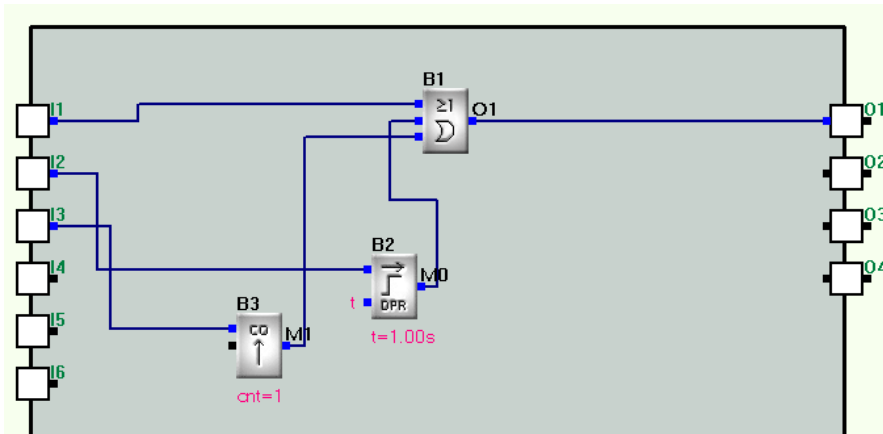 B1
I1
≥1
O1
O1
I2
O2
I3
O3
B2
I4
M0
O4
B3
t
DPR
CO
M1
I5
t=1.00s
I6
cnt=1